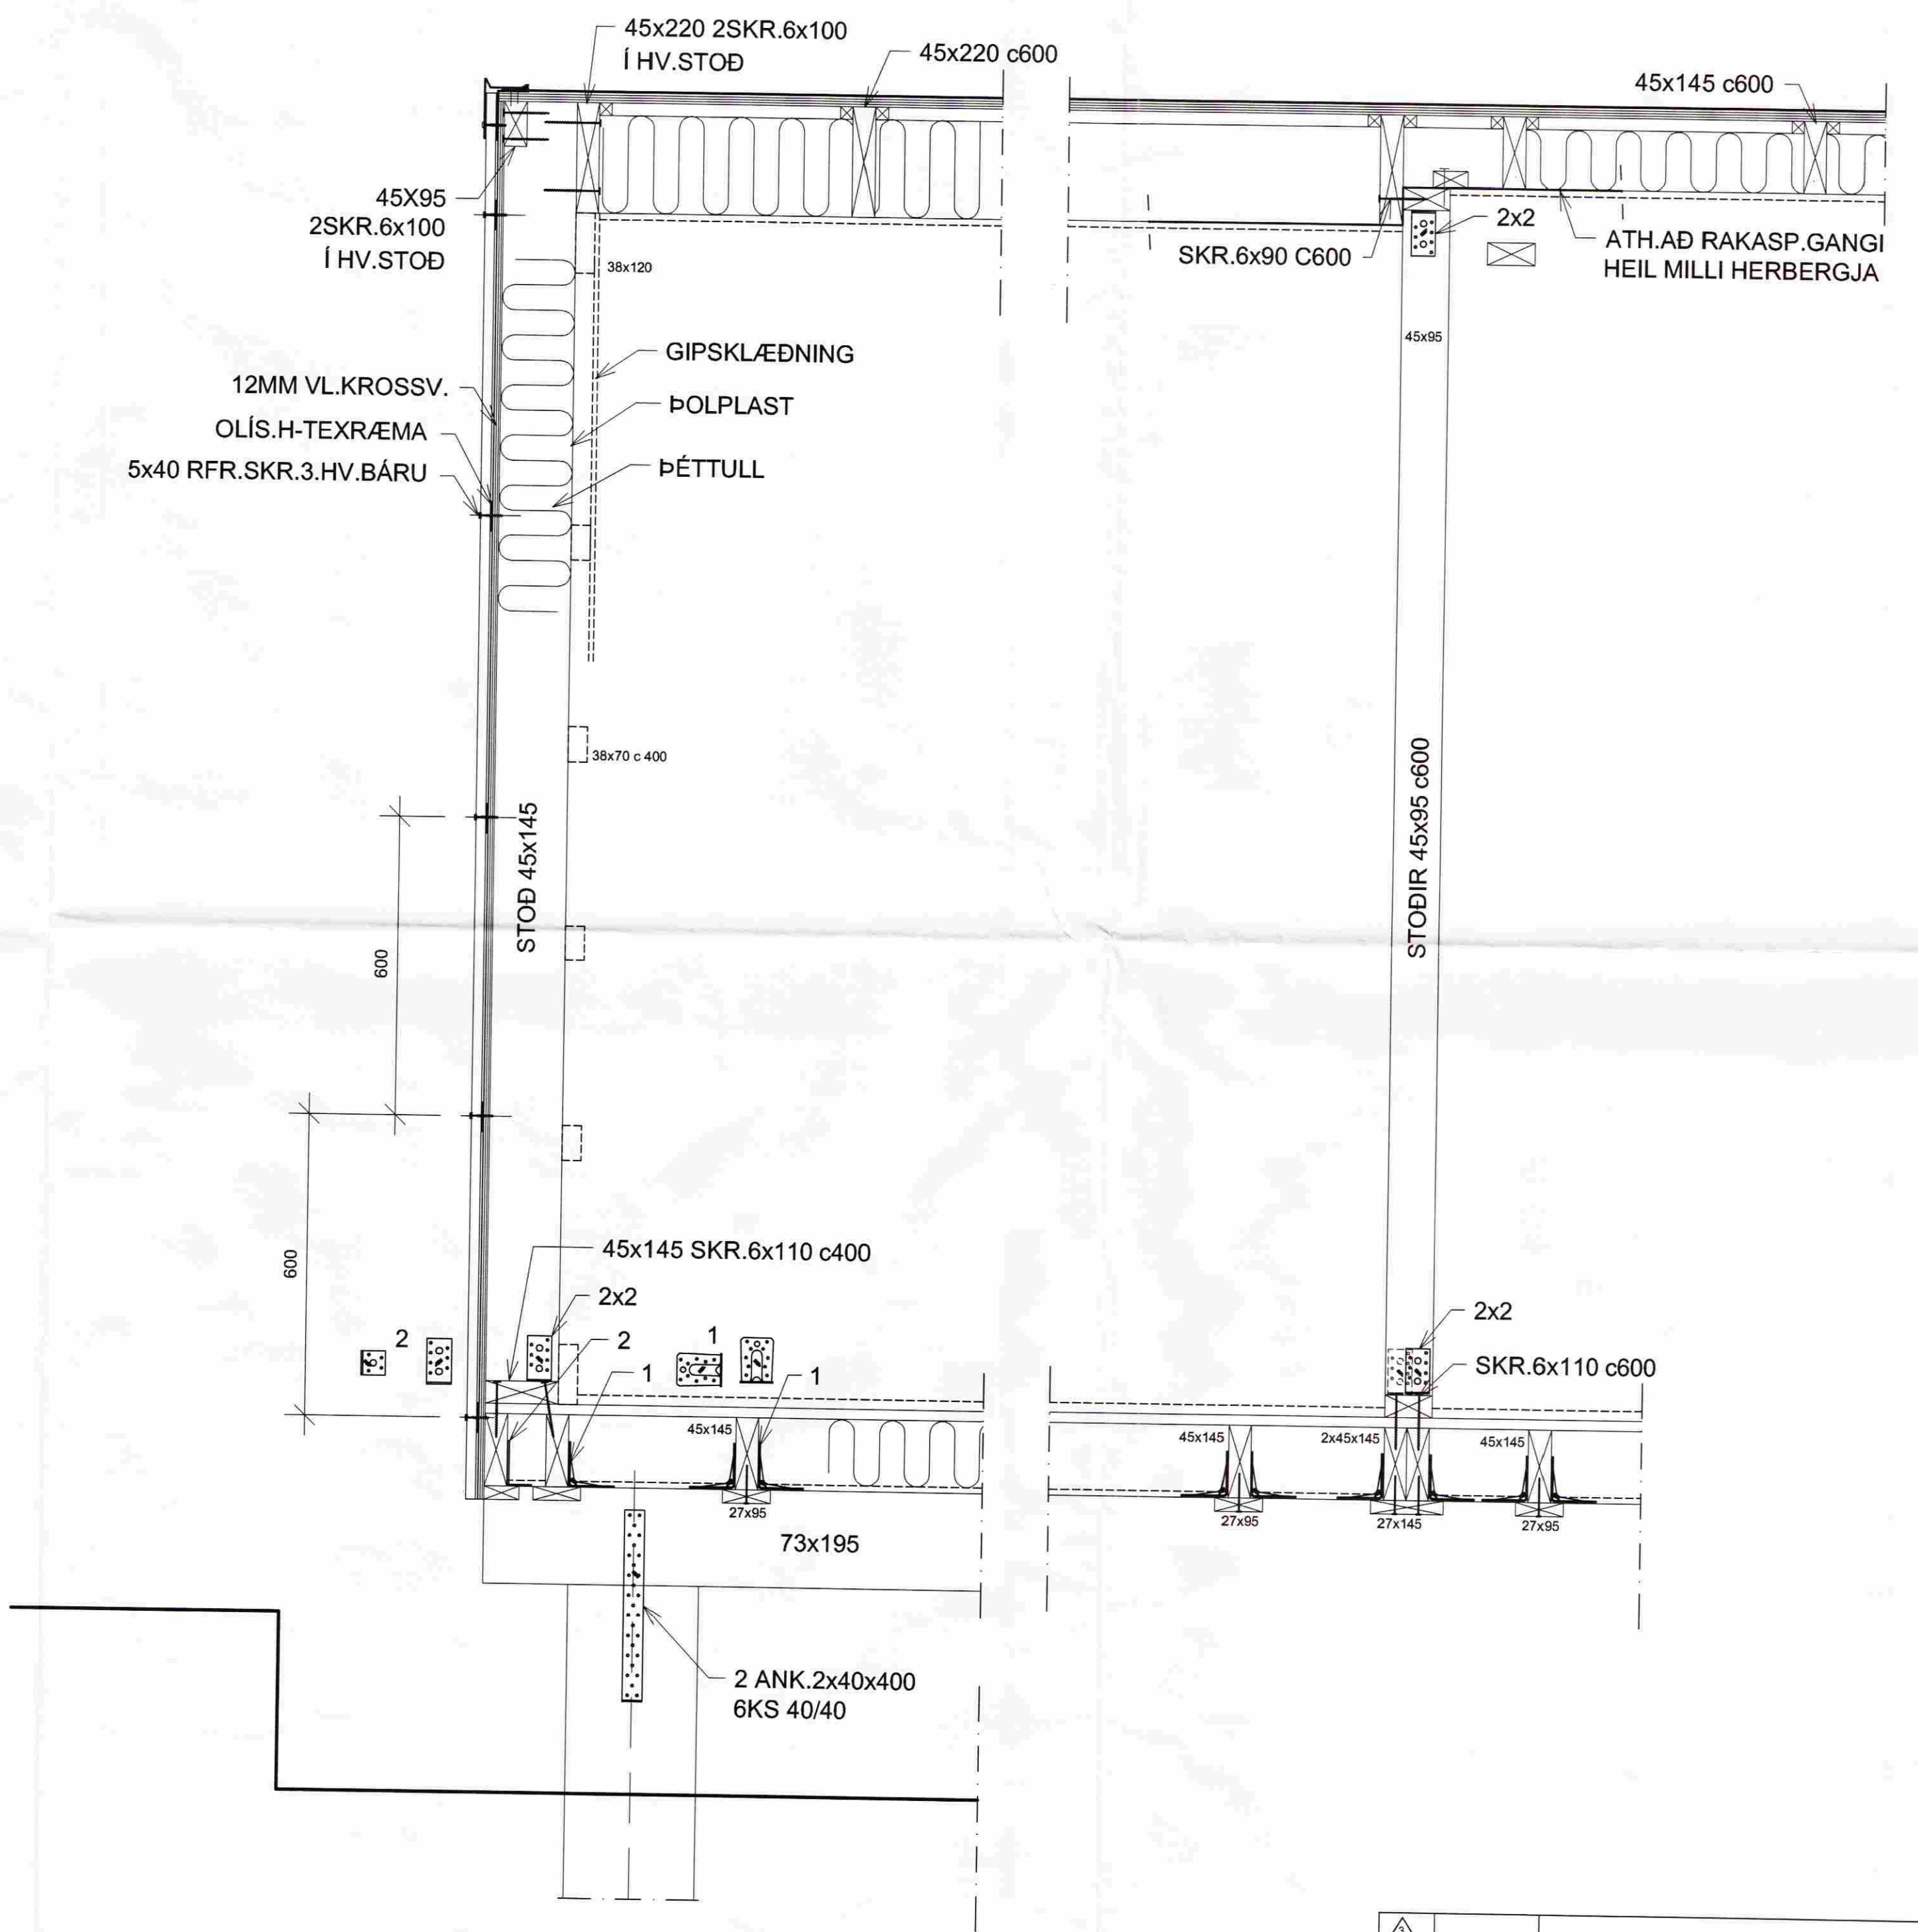 45x220 2SKR.6x100
Í HV.STOÐ
45x220 c600
45x145 c600
45X95
2SKR.6x100
Í HV.STOÐ
2x2
SKR.6x90 C600
ATH.AÐ RAKASP.GANGI
HEIL MILLI HERBERGJA
38x120
45x95
GIPSKLÆÐNING
12MM VL.KROSSV.
ÞOLPLAST
OLÍS.H-TEXRÆMA
5x40 RFR.SKR.3.HV.BÁRU
ÞÉTTULL
38x70 c 400
STOÐ 45x145
STOÐIR 45x95 c600
600
600
45x145 SKR.6x110 c400
2x2
2
2
1
1
1
2x2
SKR.6x110 c600
45x145
45x145
2x45x145
45x145
27x95
27x95
27x145
27x95
73x195
2 ANK.2x40x400
6KS 40/40
3